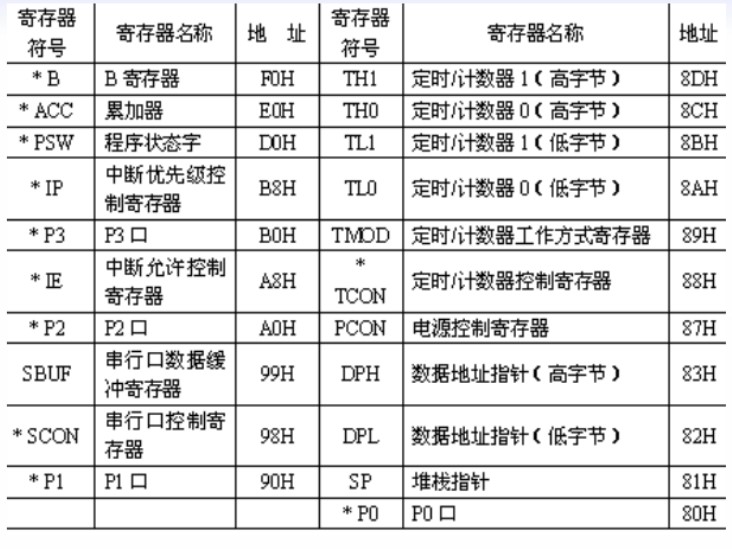 寄存器符号 寄存器名称 地 址 寄存器符号 寄存器名称 地址
* B B 寄存器 F0H TH1 定时/计数器 1（高字节） 8DH
* ACC 累加器 E0H TH0 定时/计数器 0（高字节） 8CH
* PSW 程序状态字 D0H TL1 定时/计数器 1（低字节） 8BH
* IP 中断优先级控制寄存器 B8H TL0 定时/计数器 0（低字节） 8AH
* P3 P3 口 B0H TMOD 定时/计数器工作方式寄存器 89H
* IE 中断允许控制寄存器 A8H * TCON 定时/计数器控制寄存器 88H
* P2 P2 口 A0H PCON 电源控制寄存器 87H
SBUF 串行口数据缓冲寄存器 99H DPH 数据地址指针（高字节） 83H
* SCON 串行口控制寄存器 98H DPL 数据地址指针（低字节） 82H
* P1 P1 口 90H SP 堆栈指针 81H
* P0 P0 口 80H